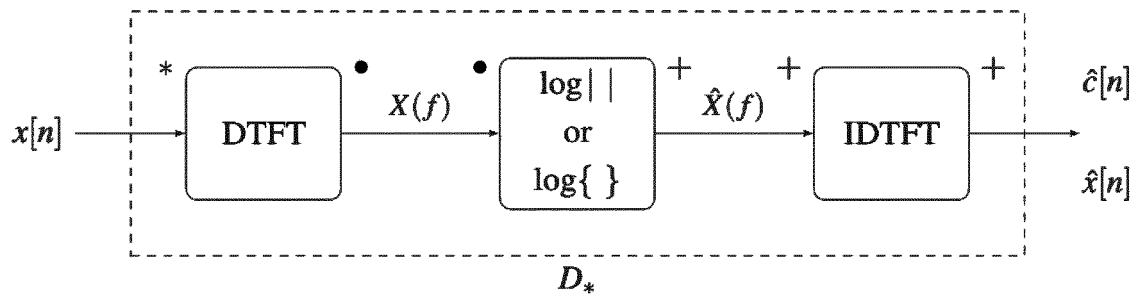 * • • + + +
x[n] DTFT X(f) log| | or log{ } X̂(f) IDTFT ĉ[n] x̂[n]
D*